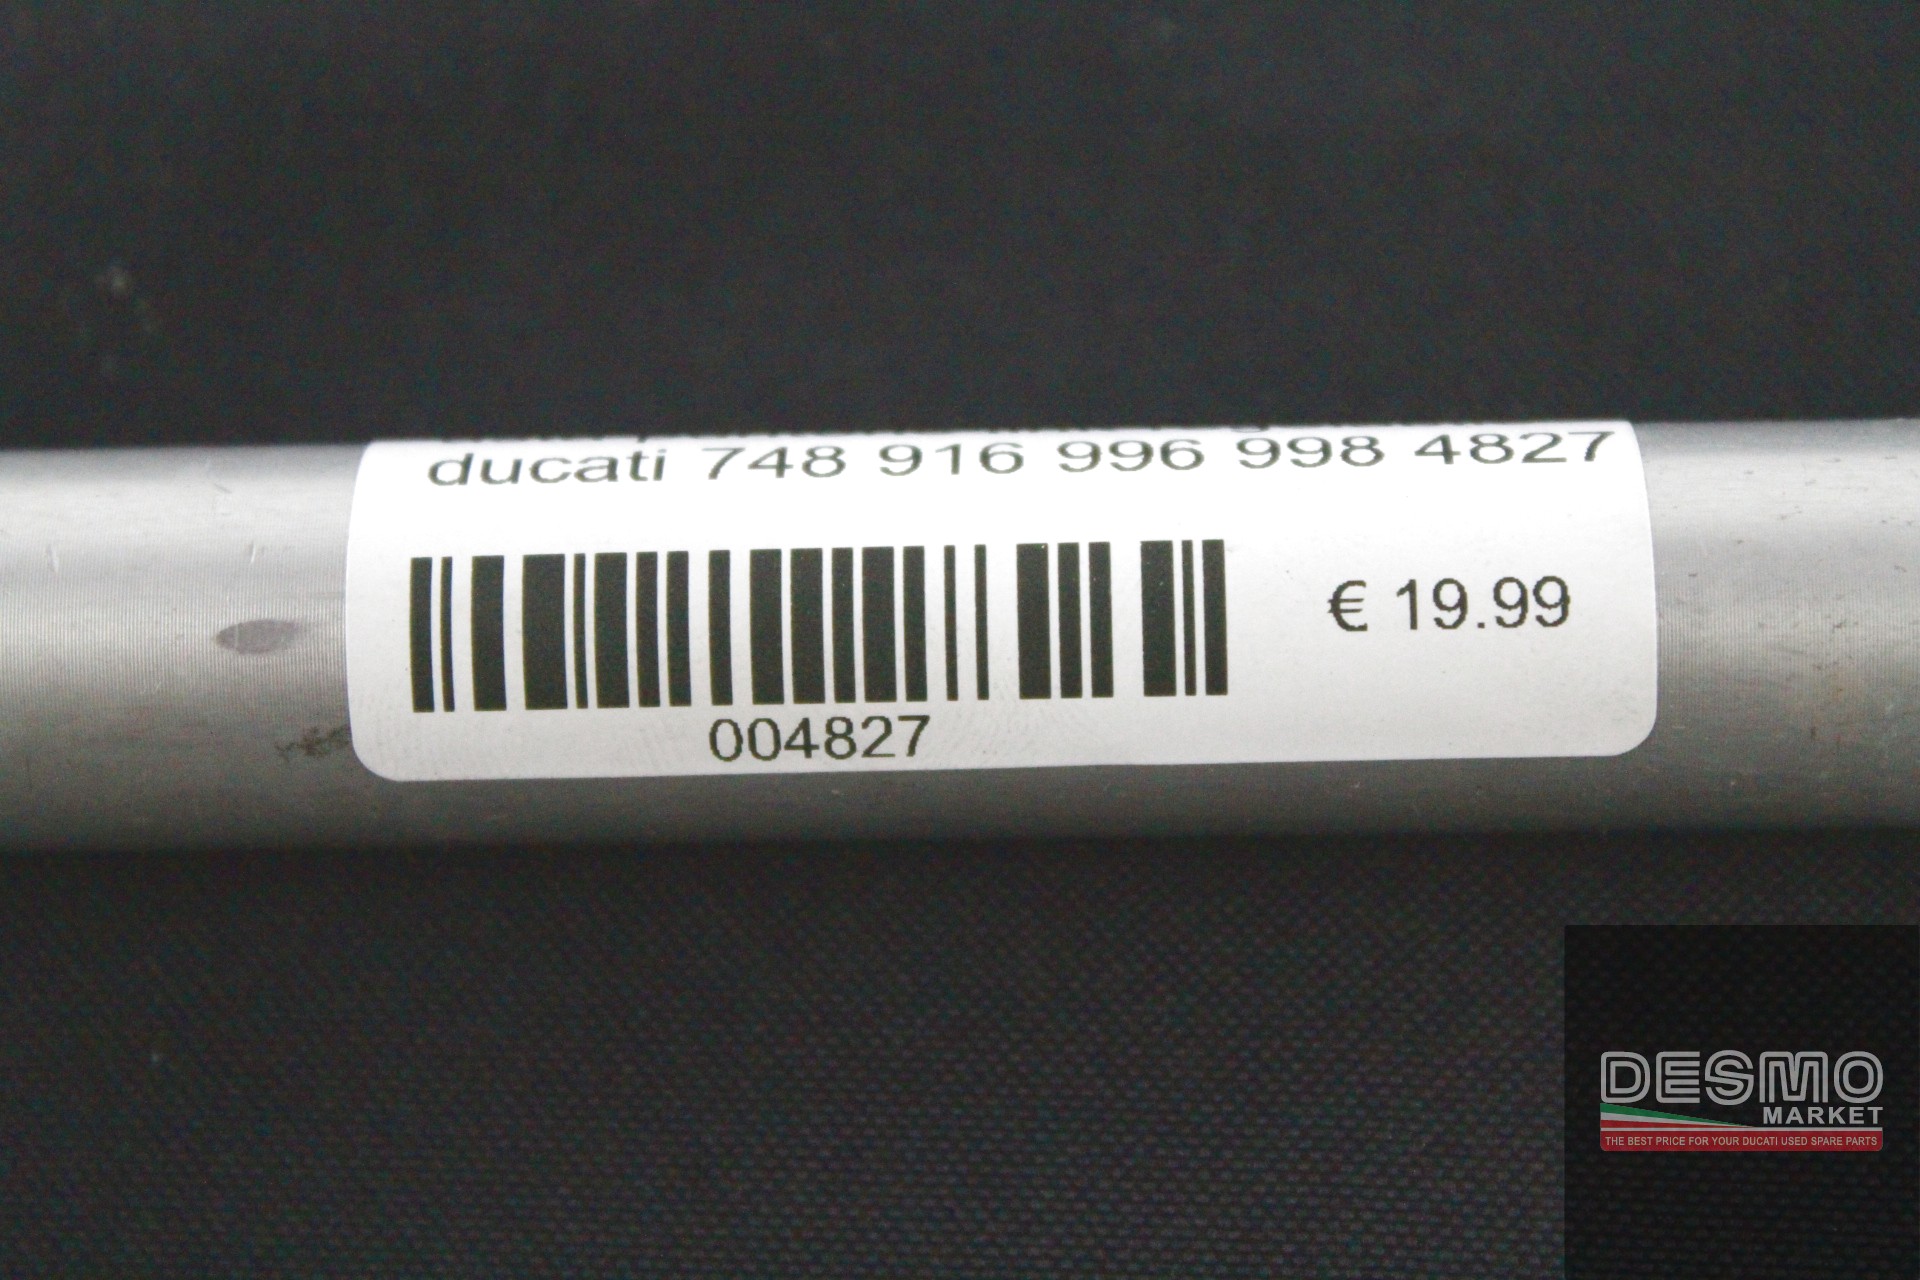 ducati 748 916 996 998 4827
€ 19.99
004827
DESMO
MARKET
THE BEST PRICE FOR YOUR DUCATI USED SPARE PARTS